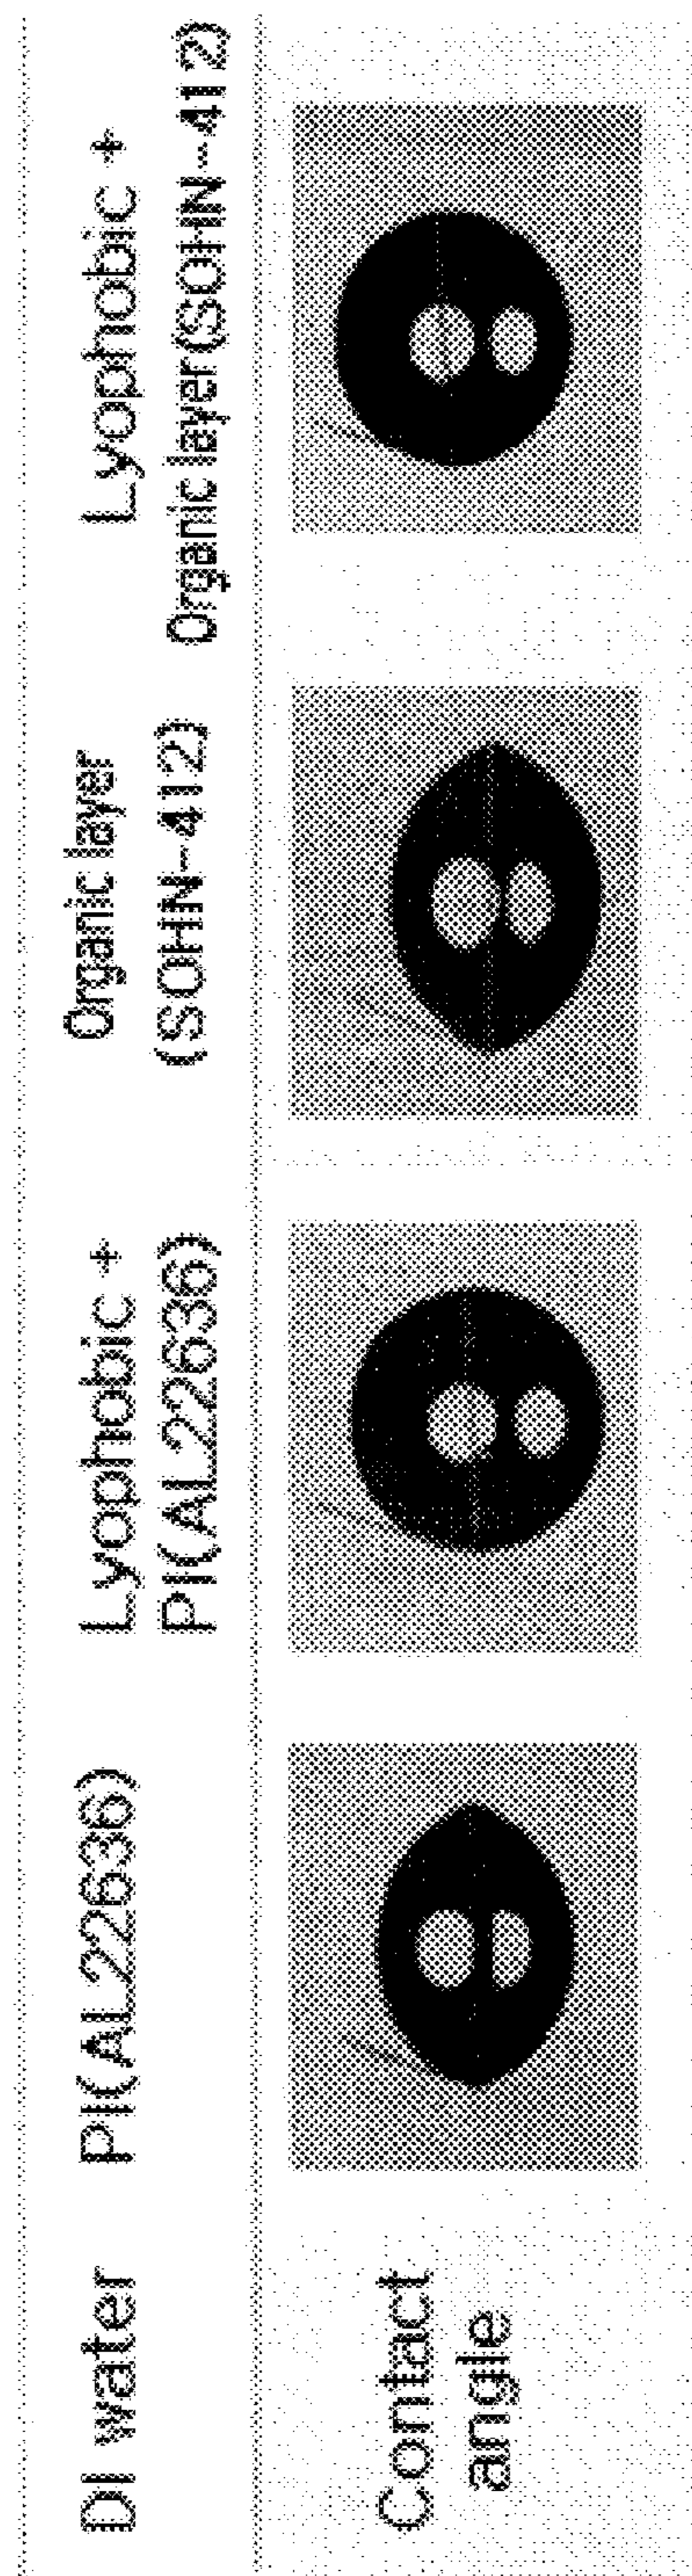 DI water
PI(AL22636)
Lyophobic +
PI(AL22636)
Organic layer
(SOHN-412)
Lyophobic +
Organic layer(SOHN-412)
Contact
angle